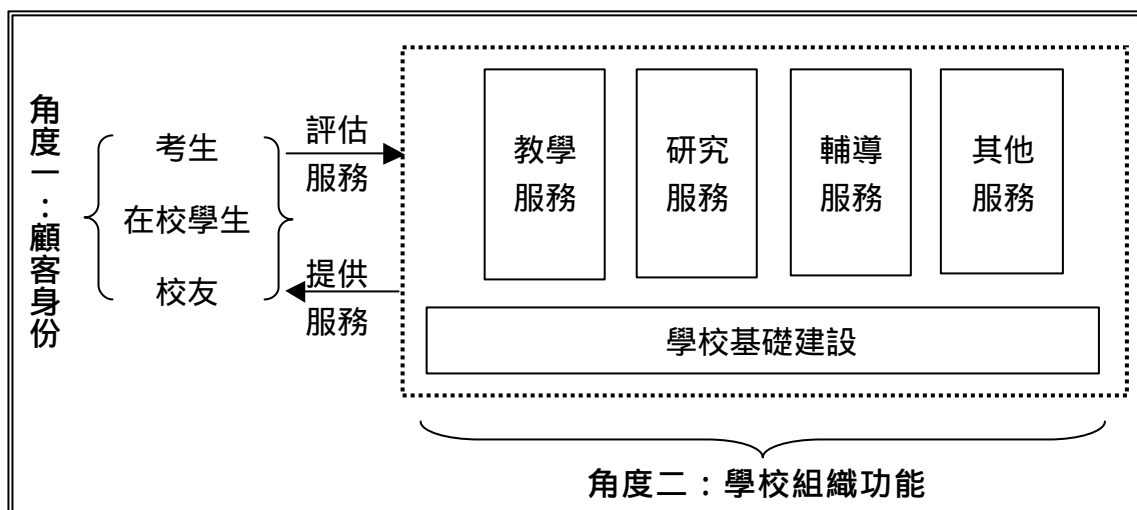 角度一：顧客身份
考生
在校學生
校友
評估
服務
提供
服務
教學
服務
研究
服務
輔導
服務
其他
服務
學校基礎建設
角度二：學校組織功能